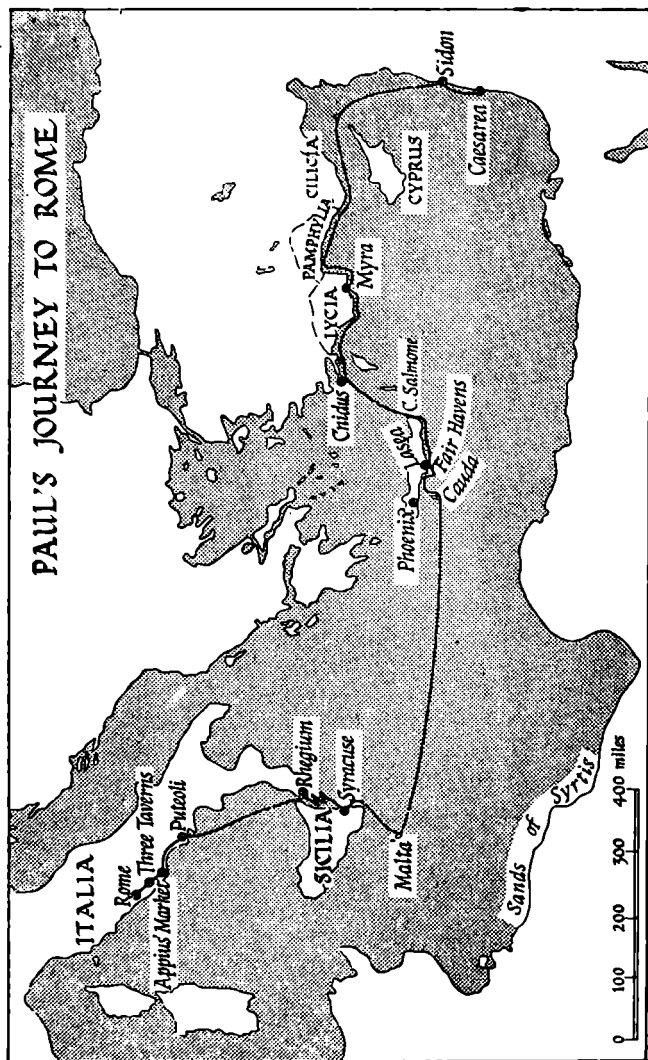 PAUL'S JOURNEY TO ROME
ITALIA
Rome
Three Taverns
Appius' Market
Puteoli
Rhegium
SICILIA
Syracuse
Malta
Cnidus
LYCIA
PAMPHYLIA
CILICIA
Myra
CYPRUS
Sidon
Caesarea
C. Salmone
Lasea
Fair Havens
Phoenix
Cauda
Sands of Syrtis
0 100 200 300 400 miles